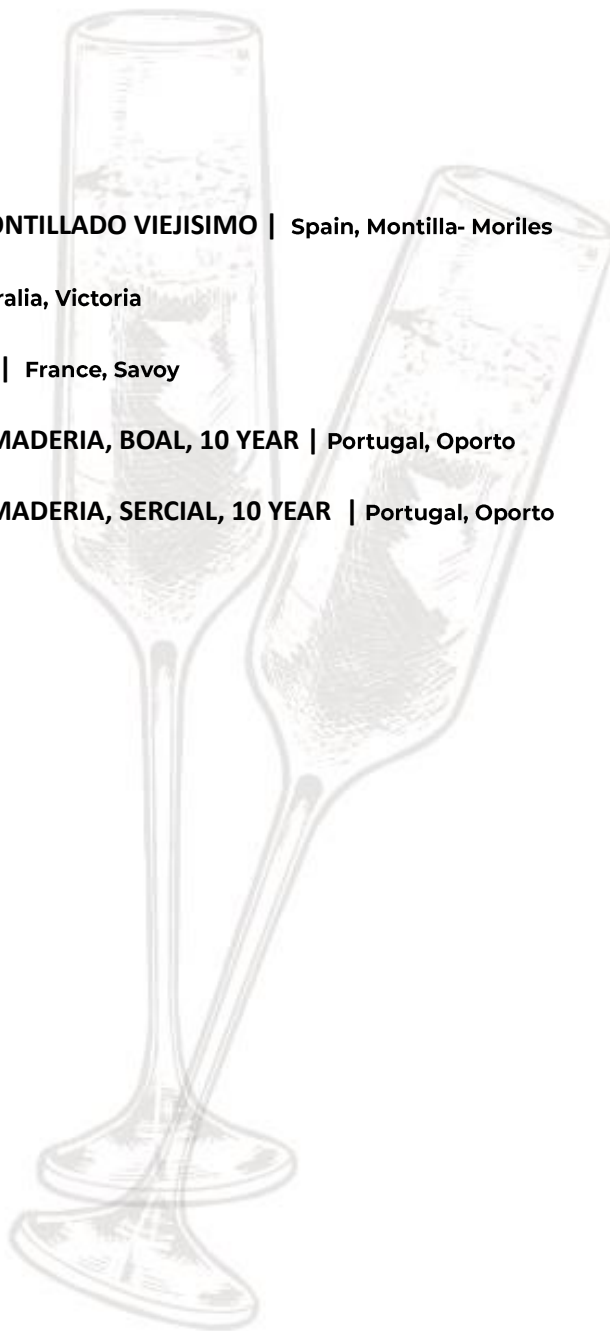 ONTILLADO VIEJISIMO | Spain, Montilla- Moriles
ralia, Victoria
| France, Savoy
MADERIA, BOAL, 10 YEAR | Portugal, Oporto
MADERIA, SERCIAL, 10 YEAR | Portugal, Oporto